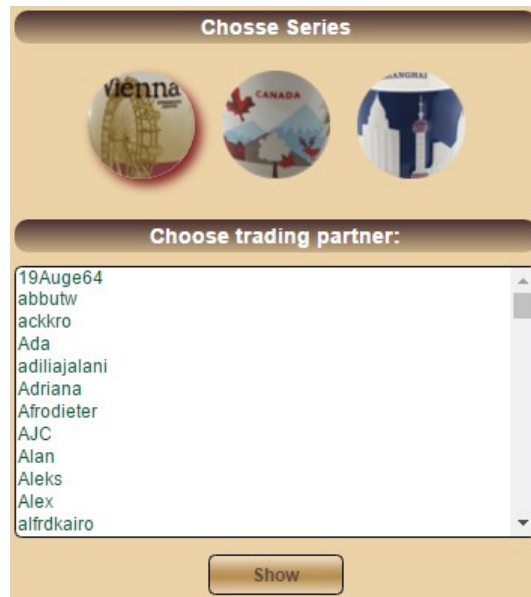 Chosse Series
Vienna
CANADA
SHANGHAI
Choose trading partner:
19Auge64
abbutw
ackkro
Ada
adiliajalani
Adriana
Afrodieter
AJC
Alan
Aleks
Alex
alfrdkairo
Show